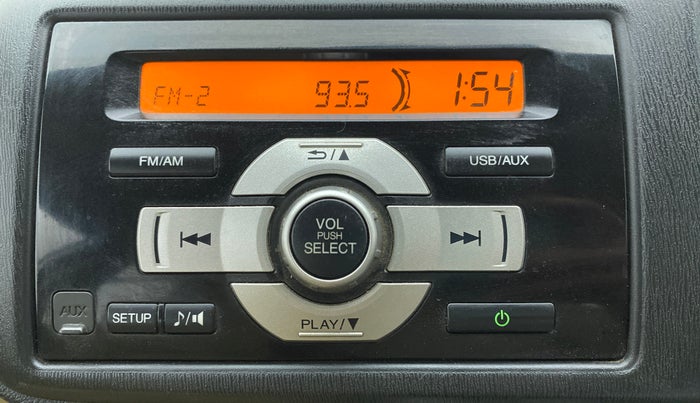 FM-2 93.5 1:54
FM/AM
USB/AUX
/▲
VOL
PUSH
SELECT
AUX
SETUP
PLAY/▼